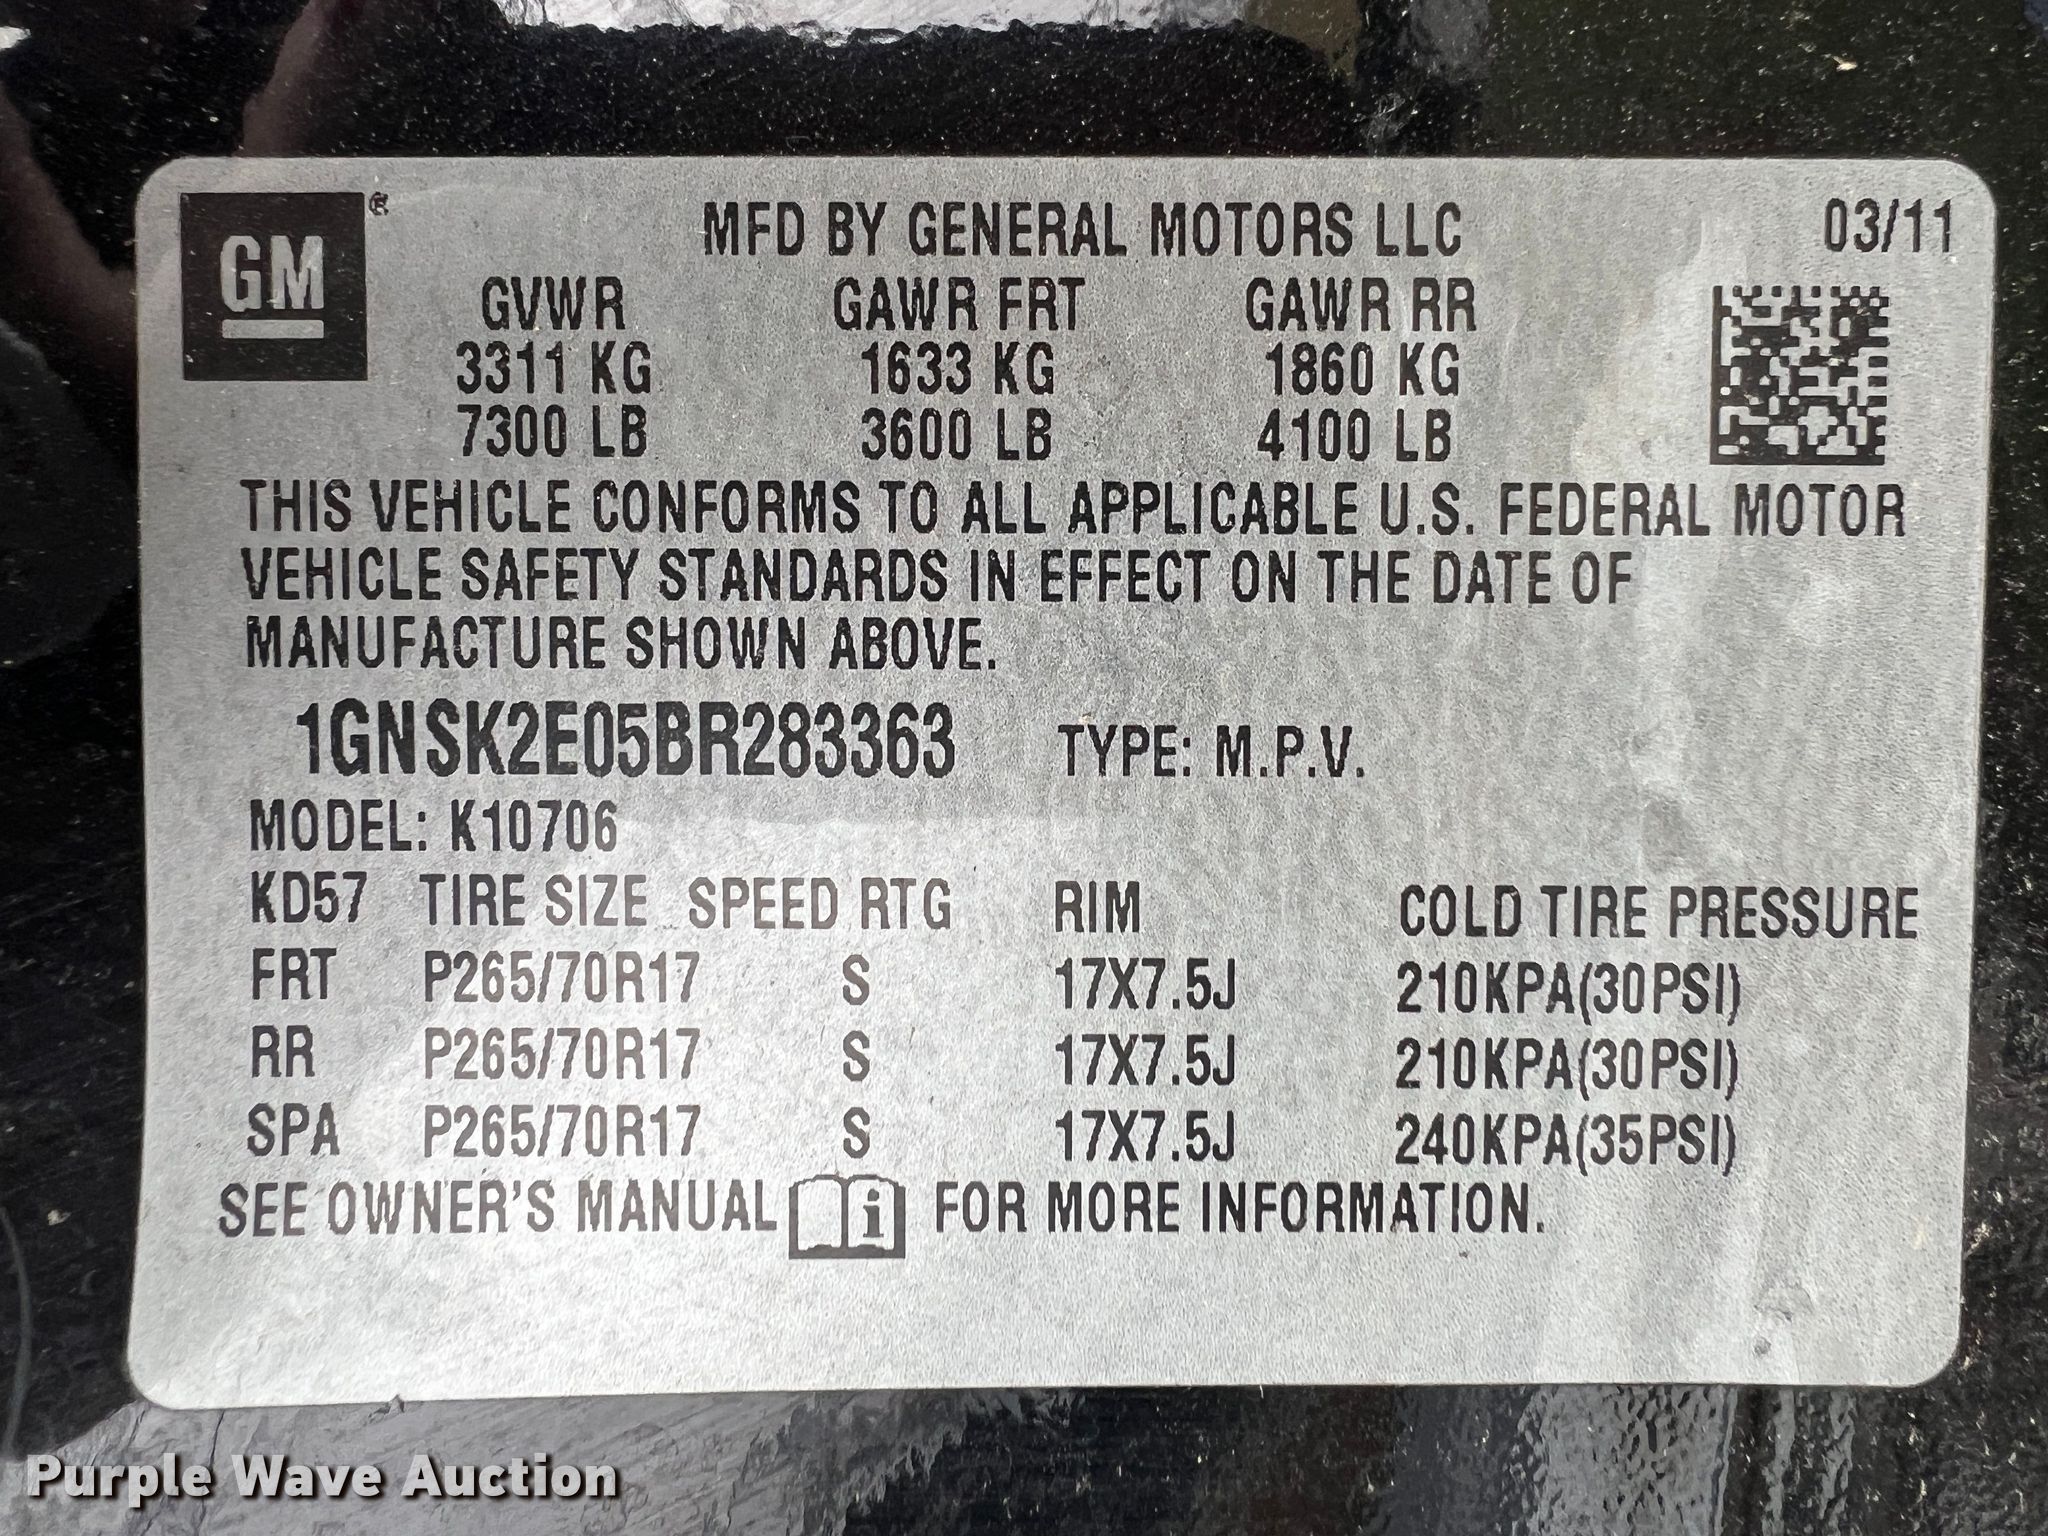 GM ®
MFD BY GENERAL MOTORS LLC 03/11
GVWR GAWR FRT GAWR RR
3311 KG 1633 KG 1860 KG
7300 LB 3600 LB 4100 LB
THIS VEHICLE CONFORMS TO ALL APPLICABLE U.S. FEDERAL MOTOR
VEHICLE SAFETY STANDARDS IN EFFECT ON THE DATE OF
MANUFACTURE SHOWN ABOVE.
1GNSK2E05BR283363 TYPE: M.P.V.
MODEL: K10706
KD57 TIRE SIZE SPEED RTG RIM COLD TIRE PRESSURE
FRT P265/70R17 S 17X7.5J 210KPA(30PSI)
RR P265/70R17 S 17X7.5J 210KPA(30PSI)
SPA P265/70R17 S 17X7.5J 240KPA(35PSI)
SEE OWNER'S MANUAL i FOR MORE INFORMATION.
Purple Wave Auction